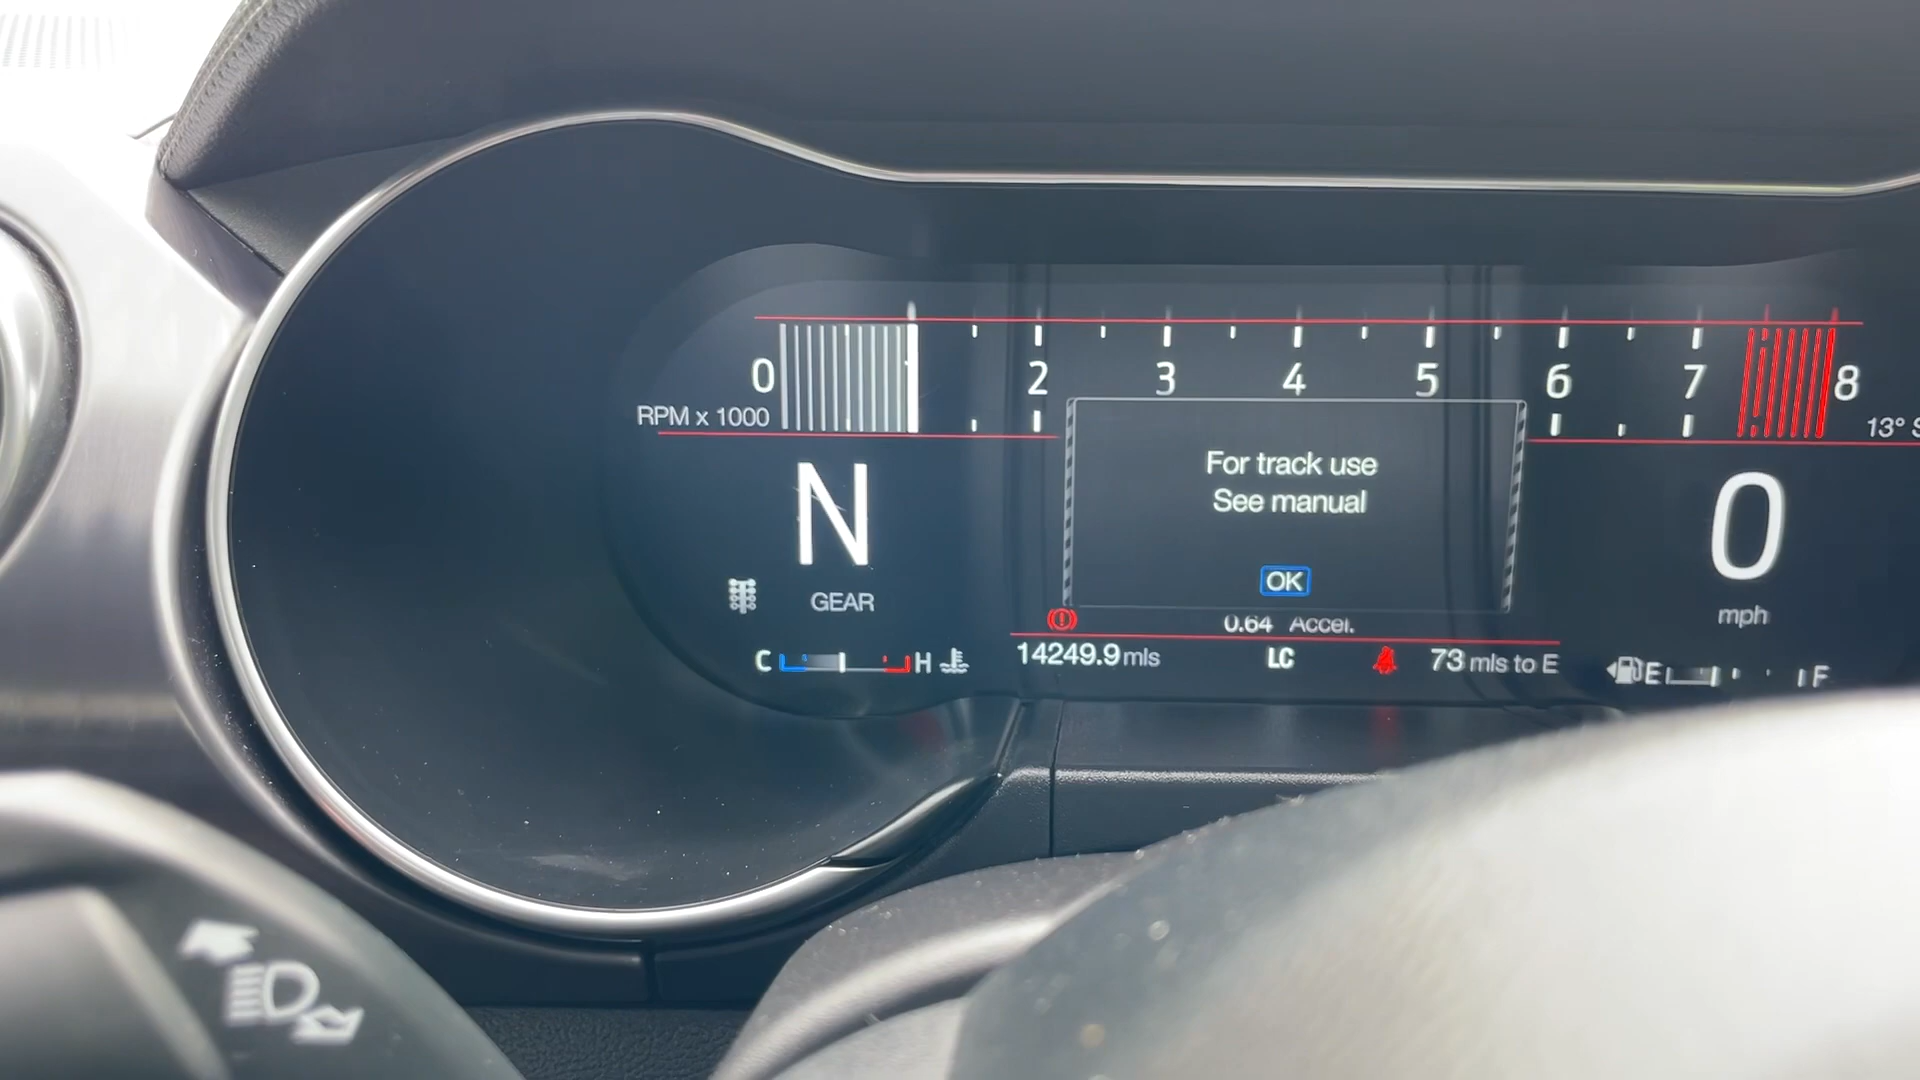 0 2 3 4 5 6 7 8
RPM x 1000
13°
N
GEAR
For track use
See manual
OK
0
mph
0.64 Accel.
C H
14249.9 mls
LC
73 mls to E
E F